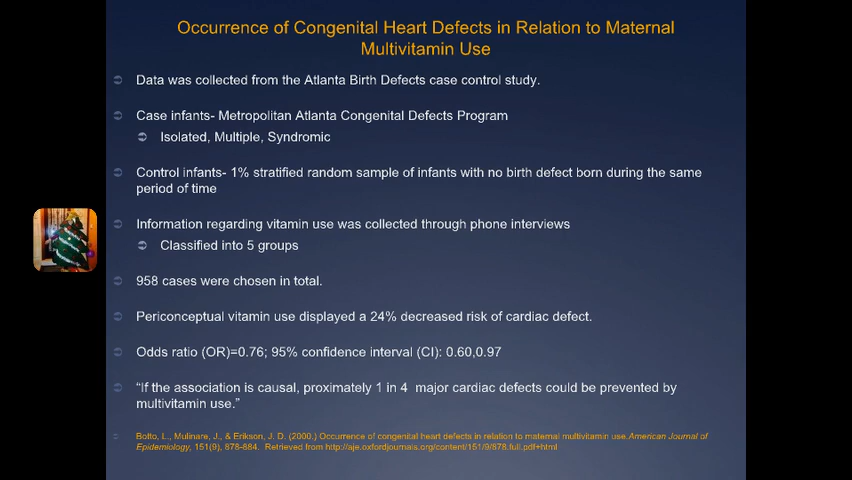 Occurrence of Congenital Heart Defects in Relation to Maternal
Multivitamin Use
Data was collected from the Atlanta Birth Defects case control study.
Case infants- Metropolitan Atlanta Congenital Defects Program
Isolated, Multiple, Syndromic
Control infants- 1% stratified random sample of infants with no birth defect born during the same
period of time
Information regarding vitamin use was collected through phone interviews
Classified into 5 groups
958 cases were chosen in total.
Periconceptual vitamin use displayed a 24% decreased risk of cardiac defect.
Odds ratio (OR)=0.76; 95% confidence interval (CI): 0.60,0.97
“If the association is causal, proximately 1 in 4 major cardiac defects could be prevented by
multivitamin use.”
Botto, L., Mulinare, J., & Erikson, J. D. (2000.) Occurrence of congenital heart defects in relation to maternal multivitamin use.American Journal of
Epidemiology, 151(9), 878-884. Retrieved from http://aje.oxfordjournals.org/content/151/9/878.full.pdf+html